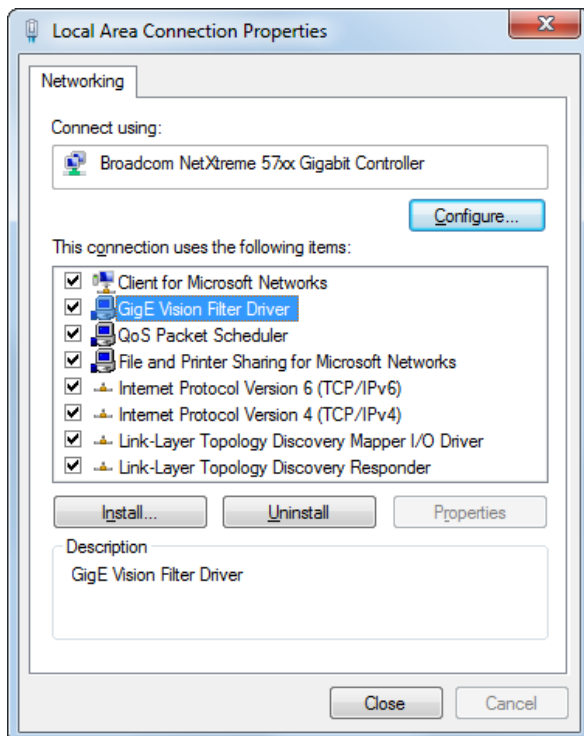 Local Area Connection Properties
Networking
Connect using:
Broadcom NetXtreme 57xx Gigabit Controller
Configure...
This connection uses the following items:
Client for Microsoft Networks
GigE Vision Filter Driver
QoS Packet Scheduler
File and Printer Sharing for Microsoft Networks
Internet Protocol Version 6 (TCP/IPv6)
Internet Protocol Version 4 (TCP/IPv4)
Link-Layer Topology Discovery Mapper I/O Driver
Link-Layer Topology Discovery Responder
Install... Uninstall Properties
Description
GigE Vision Filter Driver
Close Cancel